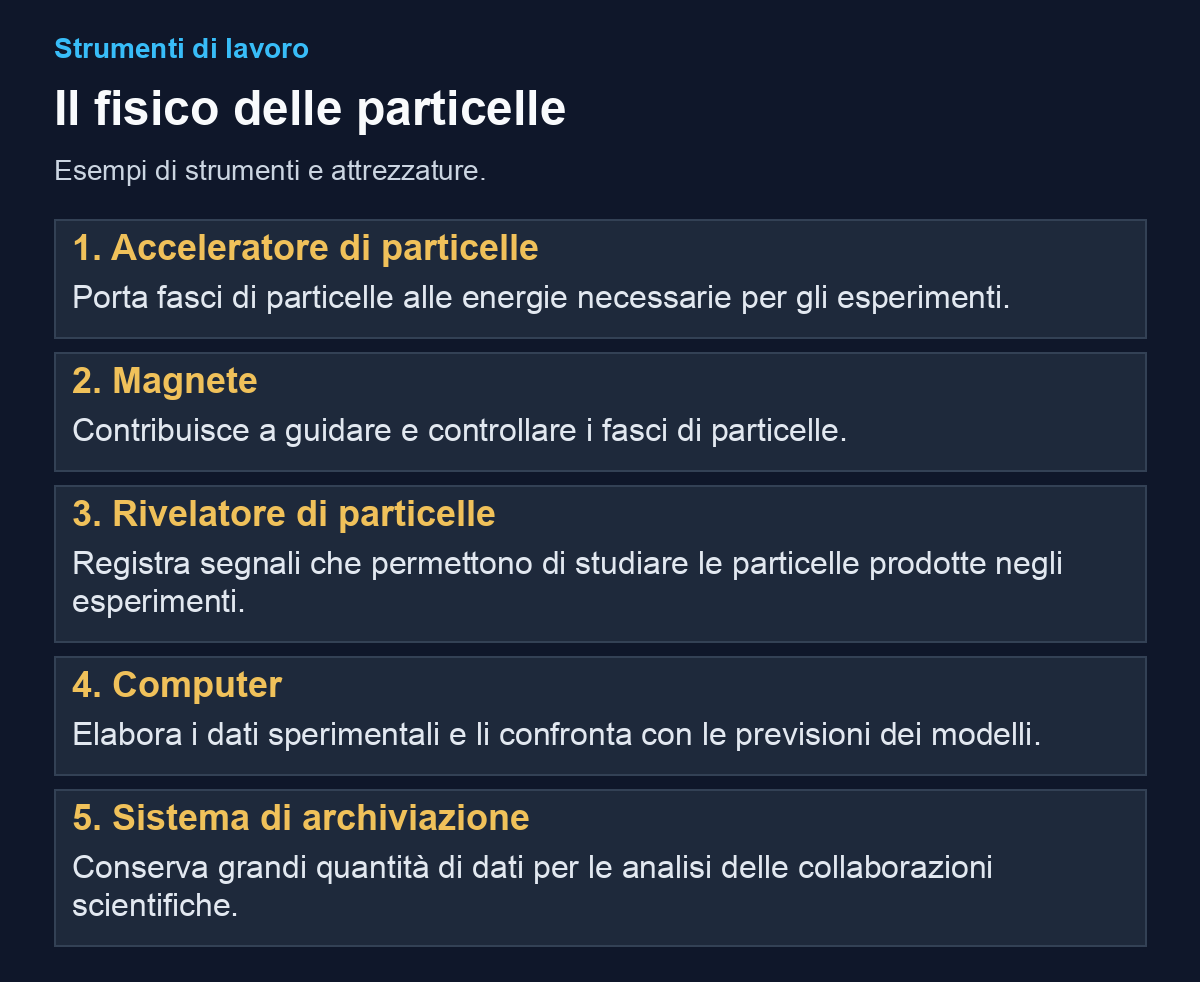 Strumenti di lavoro
Il fisico delle particelle
Esempi di strumenti e attrezzature.
1. Acceleratore di particelle
Porta fasci di particelle alle energie necessarie per gli esperimenti.
2. Magnete
Contribuisce a guidare e controllare i fasci di particelle.
3. Rivelatore di particelle
Registra segnali che permettono di studiare le particelle prodotte negli
esperimenti.
4. Computer
Elabora i dati sperimentali e li confronta con le previsioni dei modelli.
5. Sistema di archiviazione
Conserva grandi quantità di dati per le analisi delle collaborazioni
scientifiche.